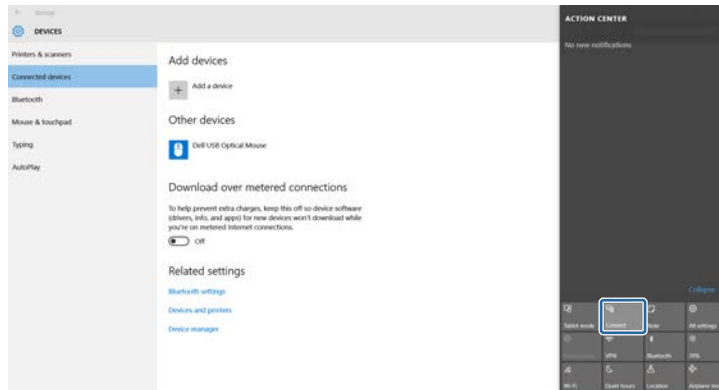 Settings
DEVICES
Printers & scanners
Connected devices
Bluetooth
Mouse & touchpad
Typing
AutoPlay
Add devices
Add a device
Other devices
Dell USB Optical Mouse
Download over metered connections
To help prevent extra charges, keep this off so device software
(drivers, info, and apps) for new devices won't download while
you're on metered Internet connections.
Off
Related settings
Bluetooth settings
Devices and printers
Device manager
ACTION CENTER
No new notifications
Collapse
Tablet mode
Connect
Note
All settings
VPN
Bluetooth
70%
Wi-Fi
Quiet hours
Location
Airplane mo